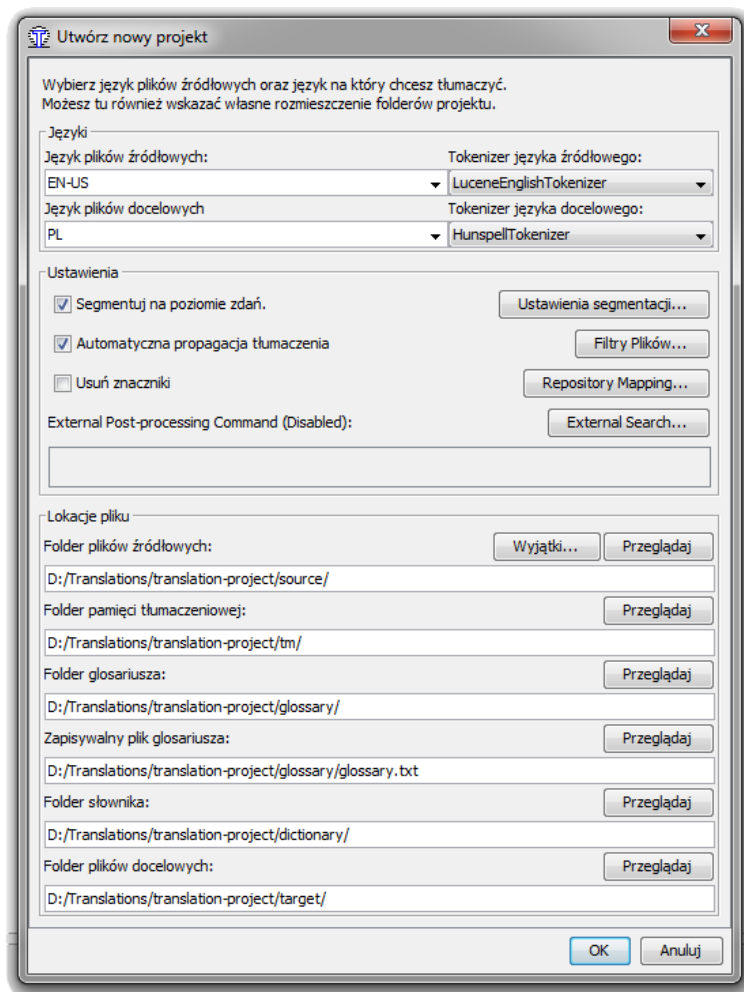 Utwórz nowy projekt
Wybierz język plików źródłowych oraz język na który chcesz tłumaczyć.
Możesz tu również wskazać własne rozmieszczenie folderów projektu.
Języki
Język plików źródłowych: Tokenizer języka źródłowego:
EN-US LuceneEnglishTokenizer
Język plików docelowych Tokenizer języka docelowego:
PL HunspellTokenizer
Ustawienia
Segmentuj na poziomie zdań. Ustawienia segmentacji...
Automatyczna propagacja tłumaczenia Filtry Plików...
Usuń znaczniki Repository Mapping...
External Post-processing Command (Disabled): External Search...
Lokacje pliku
Folder plików źródłowych: Wyjątki... Przeglądaj
D:/Translations/translation-project/source/
Folder pamięci tłumaczeniowej: Przeglądaj
D:/Translations/translation-project/tm/
Folder glosariusza: Przeglądaj
D:/Translations/translation-project/glossary/
Zapisywalny plik glosariusza: Przeglądaj
D:/Translations/translation-project/glossary/glossary.txt
Folder słownika: Przeglądaj
D:/Translations/translation-project/dictionary/
Folder plików docelowych: Przeglądaj
D:/Translations/translation-project/target/
OK Anuluj